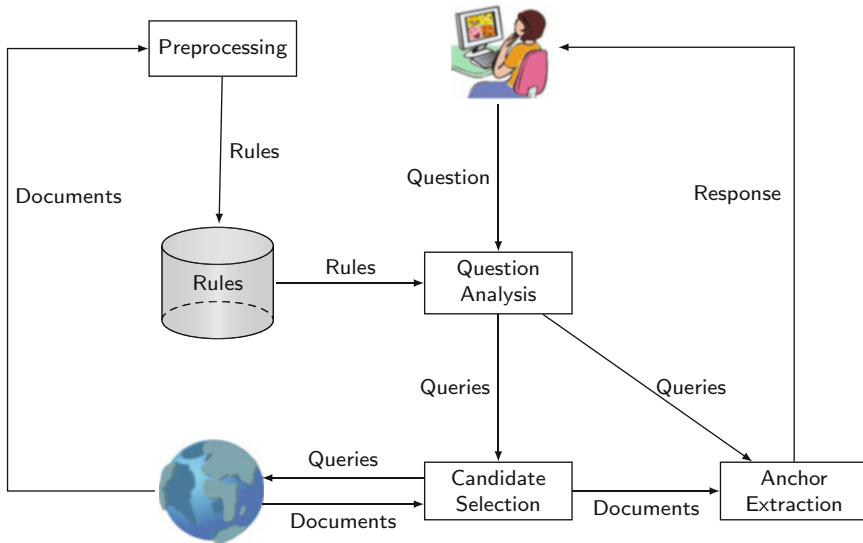 Preprocessing
Rules
Documents
Question
Response
Rules
Rules
Question
Analysis
Queries
Queries
Queries
Candidate
Selection
Anchor
Extraction
Documents
Documents